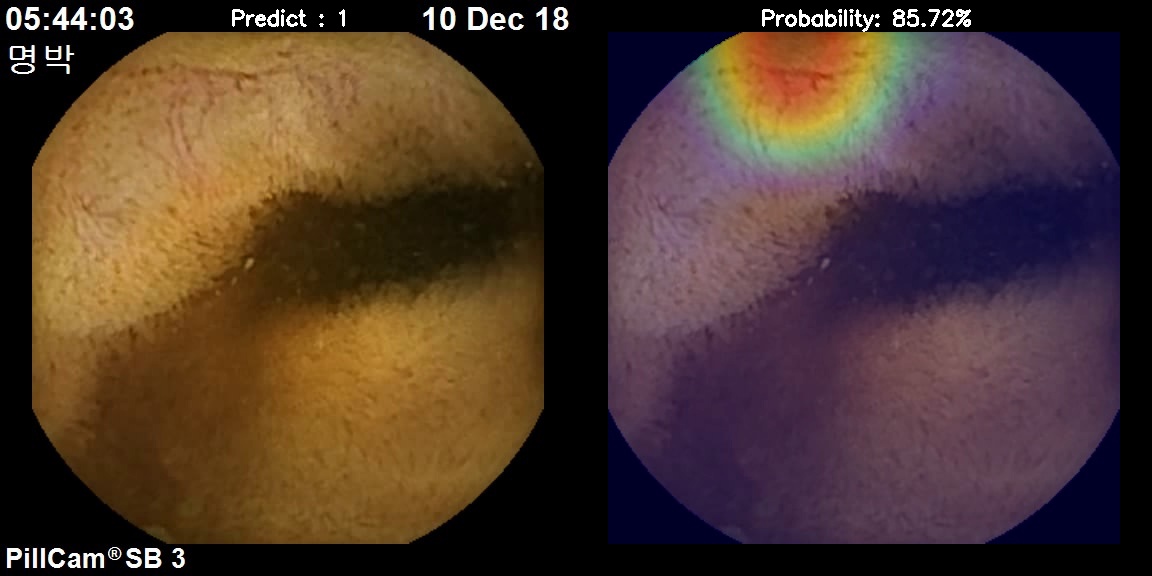 05:44:03 Predict : 1 10 Dec 18 Probability: 85.72%
명박
PillCam® SB 3